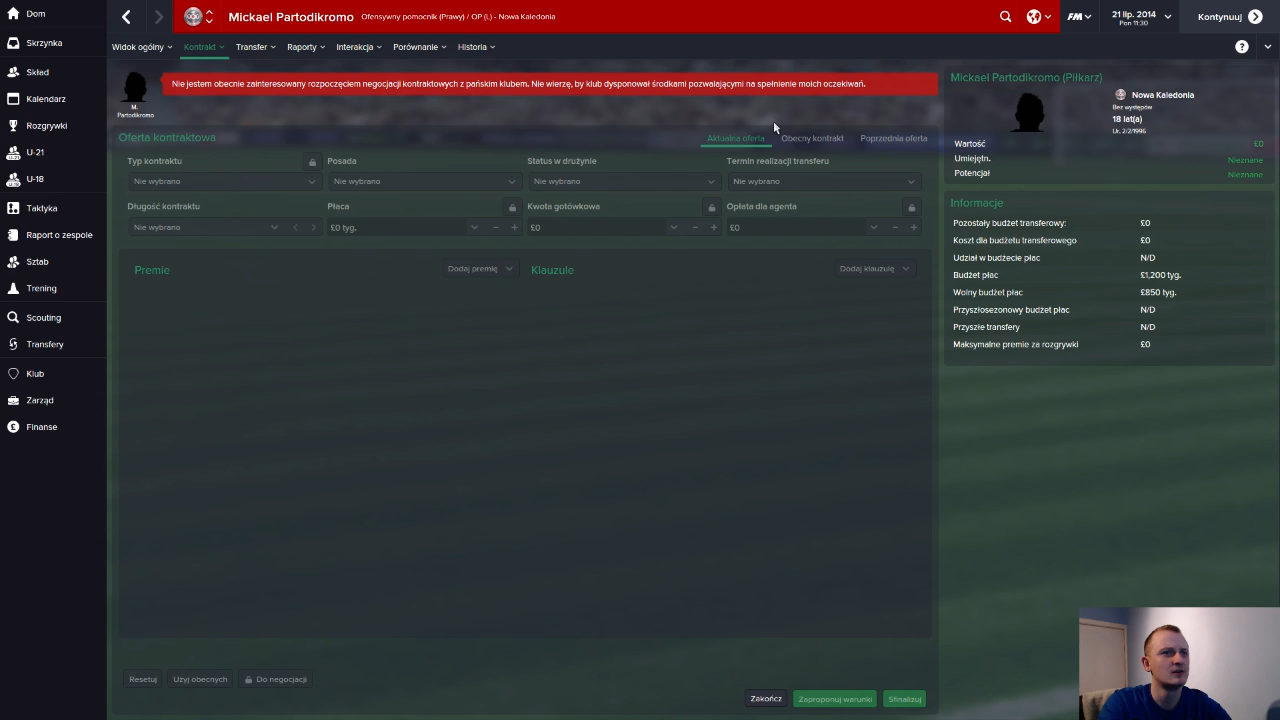 Dom
Skrzynka
Skład
Kalendarz
Rozgrywki
U-21
U-18
Taktyka
Raport o zespole
Sztab
Trening
Scouting
Transfery
Klub
Zarząd
Finanse
Mickael Partodikromo
Ofensywny pomocnik (Prawy) / OP (L) - Nowa Kaledonia
FM
21 lip. 2014
Pon 11:30
Kontynuuj
Widok ogólny
Kontrakt
Transfer
Raporty
Interakcja
Porównanie
Historia
?
M.
Partodikromo
Nie jestem obecnie zainteresowany rozpoczęciem negocjacji kontraktowych z pańskim klubem. Nie wierzę, by klub dysponował środkami pozwalającymi na spełnienie moich oczekiwań.
Oferta kontraktowa
Aktualna oferta
Obecny kontrakt
Poprzednia oferta
Typ kontraktu
Posada
Status w drużynie
Termin realizacji transferu
Nie wybrano
Nie wybrano
Nie wybrano
Nie wybrano
Długość kontraktu
Płaca
Kwota gotówkowa
Opłata dla agenta
Nie wybrano
£0 tyg.
£0
£0
Premie
Dodaj premię
Klauzule
Dodaj klauzulę
Resetuj
Użyj obecnych
Do negocjacji
Zakończ
Zaproponuj warunki
Sfinalizuj
Mickael Partodikromo (Piłkarz)
Nowa Kaledonia
Bez występów
18 lat(a)
Ur. 2/2/1996
Wartość £0
Umiejętn. Nieznane
Potencjał Nieznane
Informacje
Pozostały budżet transferowy: £0
Koszt dla budżetu transferowego £0
Udział w budżecie płac N/D
Budżet płac £1,200 tyg.
Wolny budżet płac £850 tyg.
Przyszłosezonowy budżet płac N/D
Przyszłe transfery N/D
Maksymalne premie za rozgrywki £0